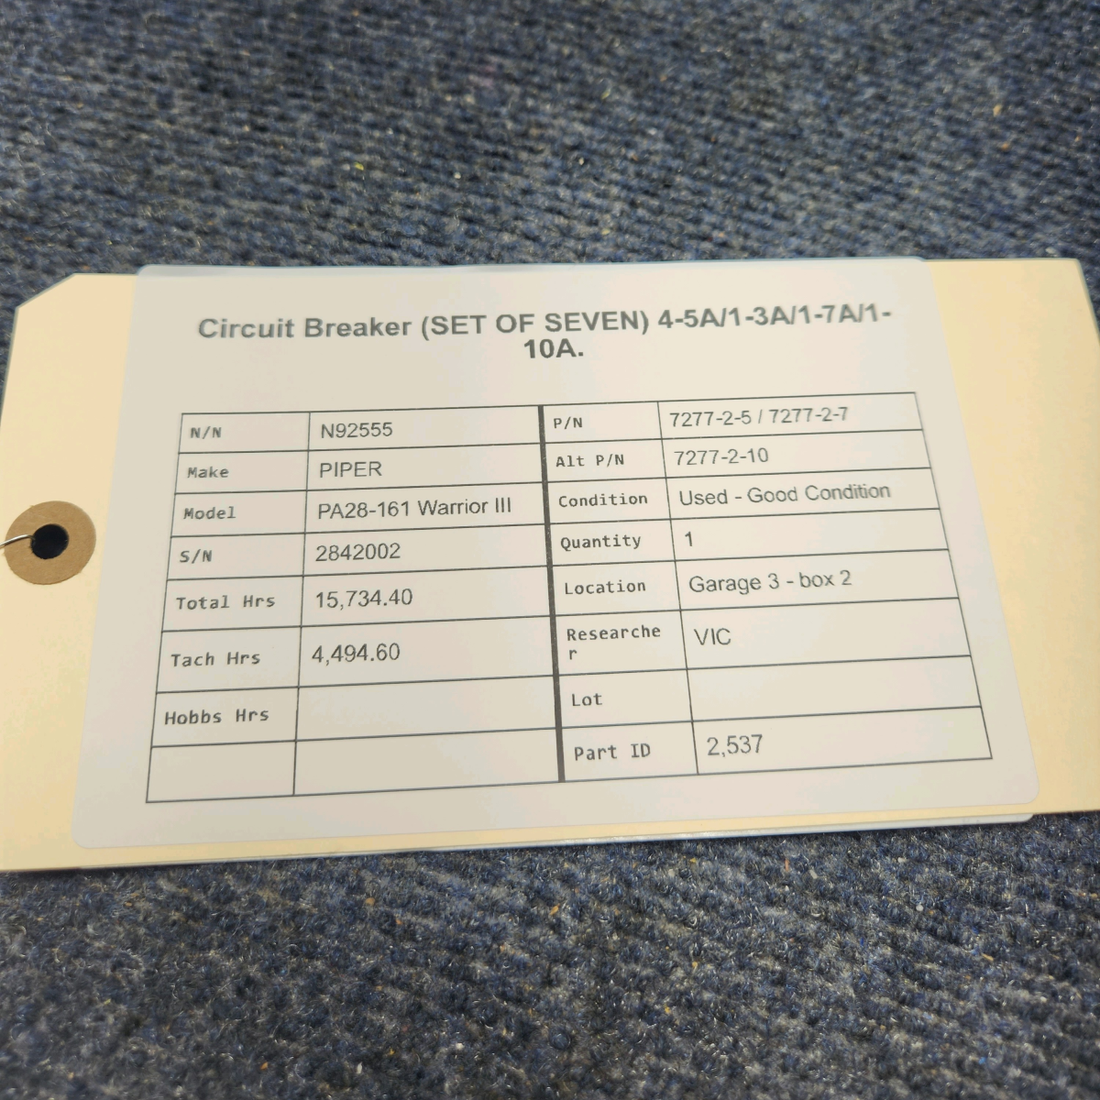 Circuit Breaker (SET OF SEVEN) 4-5A/1-3A/1-7A/1-
10A.
N/N N92555 P/N 7277-2-5 / 7277-2-7
Make PIPER Alt P/N 7277-2-10
Model PA28-161 Warrior III Condition Used - Good Condition
S/N 2842002 Quantity 1
Total Hrs 15,734.40 Location Garage 3 - box 2
Tach Hrs 4,494.60 Researche VIC
r
Hobbs Hrs Lot
Part ID 2,537